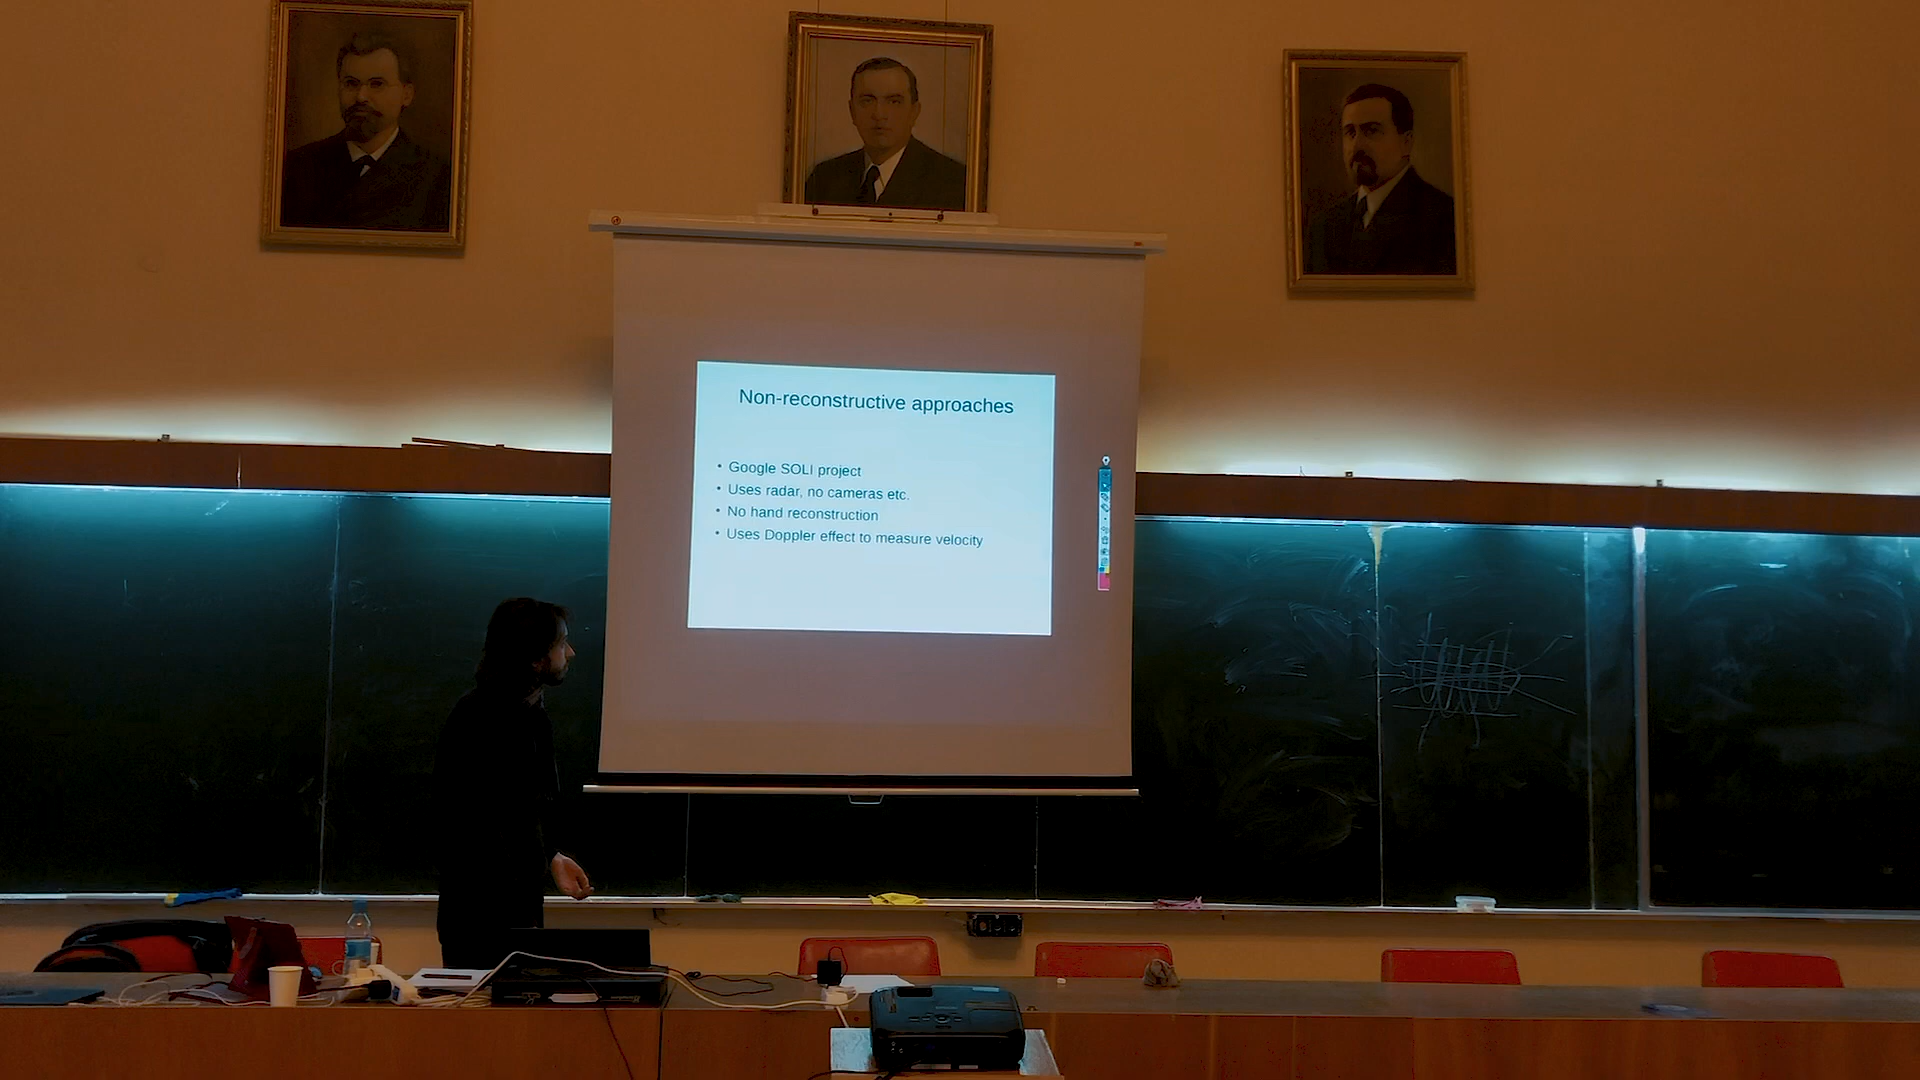 Non-reconstructive approaches
• Google SOLI project
• Uses radar, no cameras etc.
• No hand reconstruction
• Uses Doppler effect to measure velocity